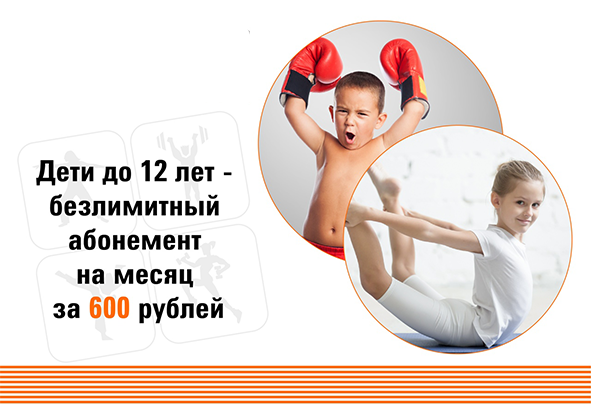 Дети до 12 лет -
безлимитный
абонемент
на месяц
за 600 рублей